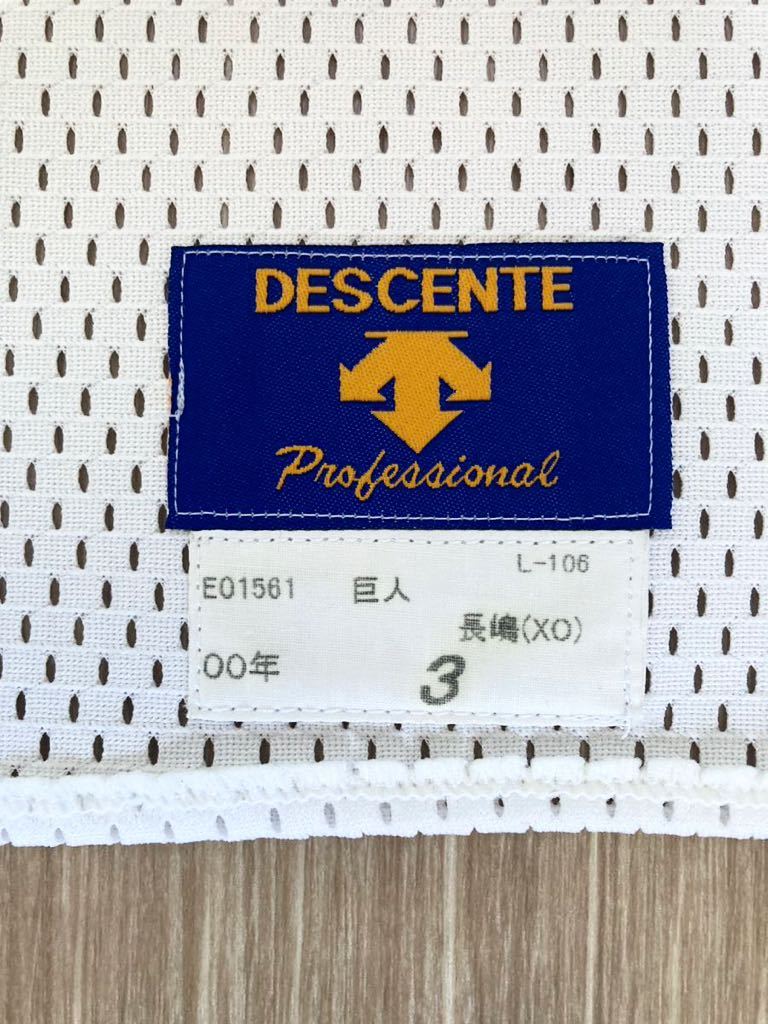 DESCENTE
Professional
L-106
E01561 巨人
長嶋(XO)
00年 3